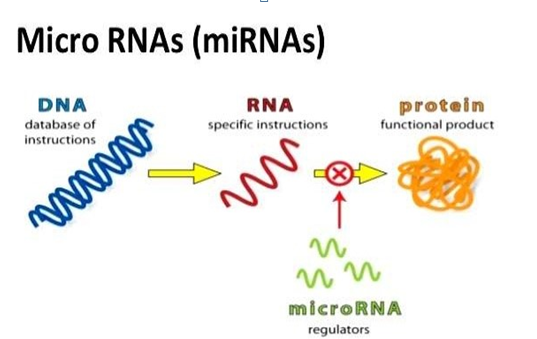 Micro RNAs (miRNAs)
DNA
database of
instructions
RNA
specific instructions
protein
functional product
microRNA
regulators